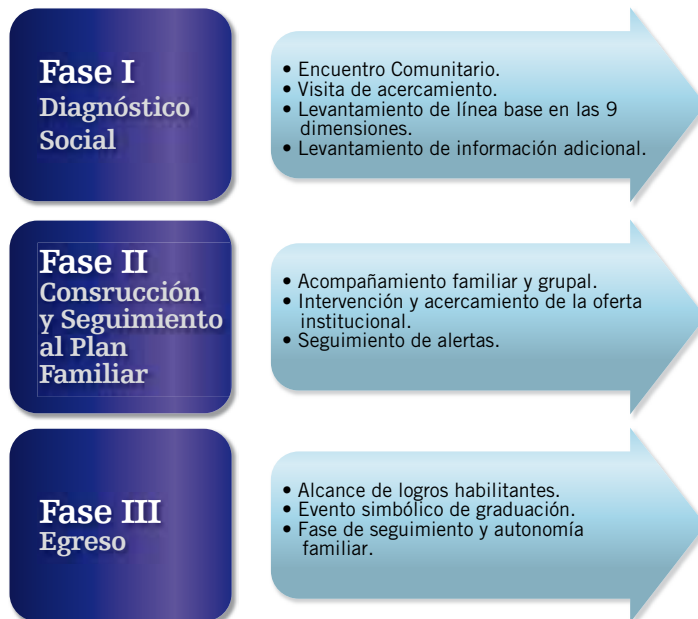 Fase I
Diagnóstico
Social
• Encuentro Comunitario.
• Visita de acercamiento.
• Levantamiento de línea base en las 9
dimensiones.
• Levantamiento de información adicional.
Fase II
Consrucción
y Seguimiento
al Plan
Familiar
• Acompañamiento familiar y grupal.
• Intervención y acercamiento de la oferta
institucional.
• Seguimiento de alertas.
Fase III
Egreso
• Alcance de logros habilitantes.
• Evento simbólico de graduación.
• Fase de seguimiento y autonomía
familiar.